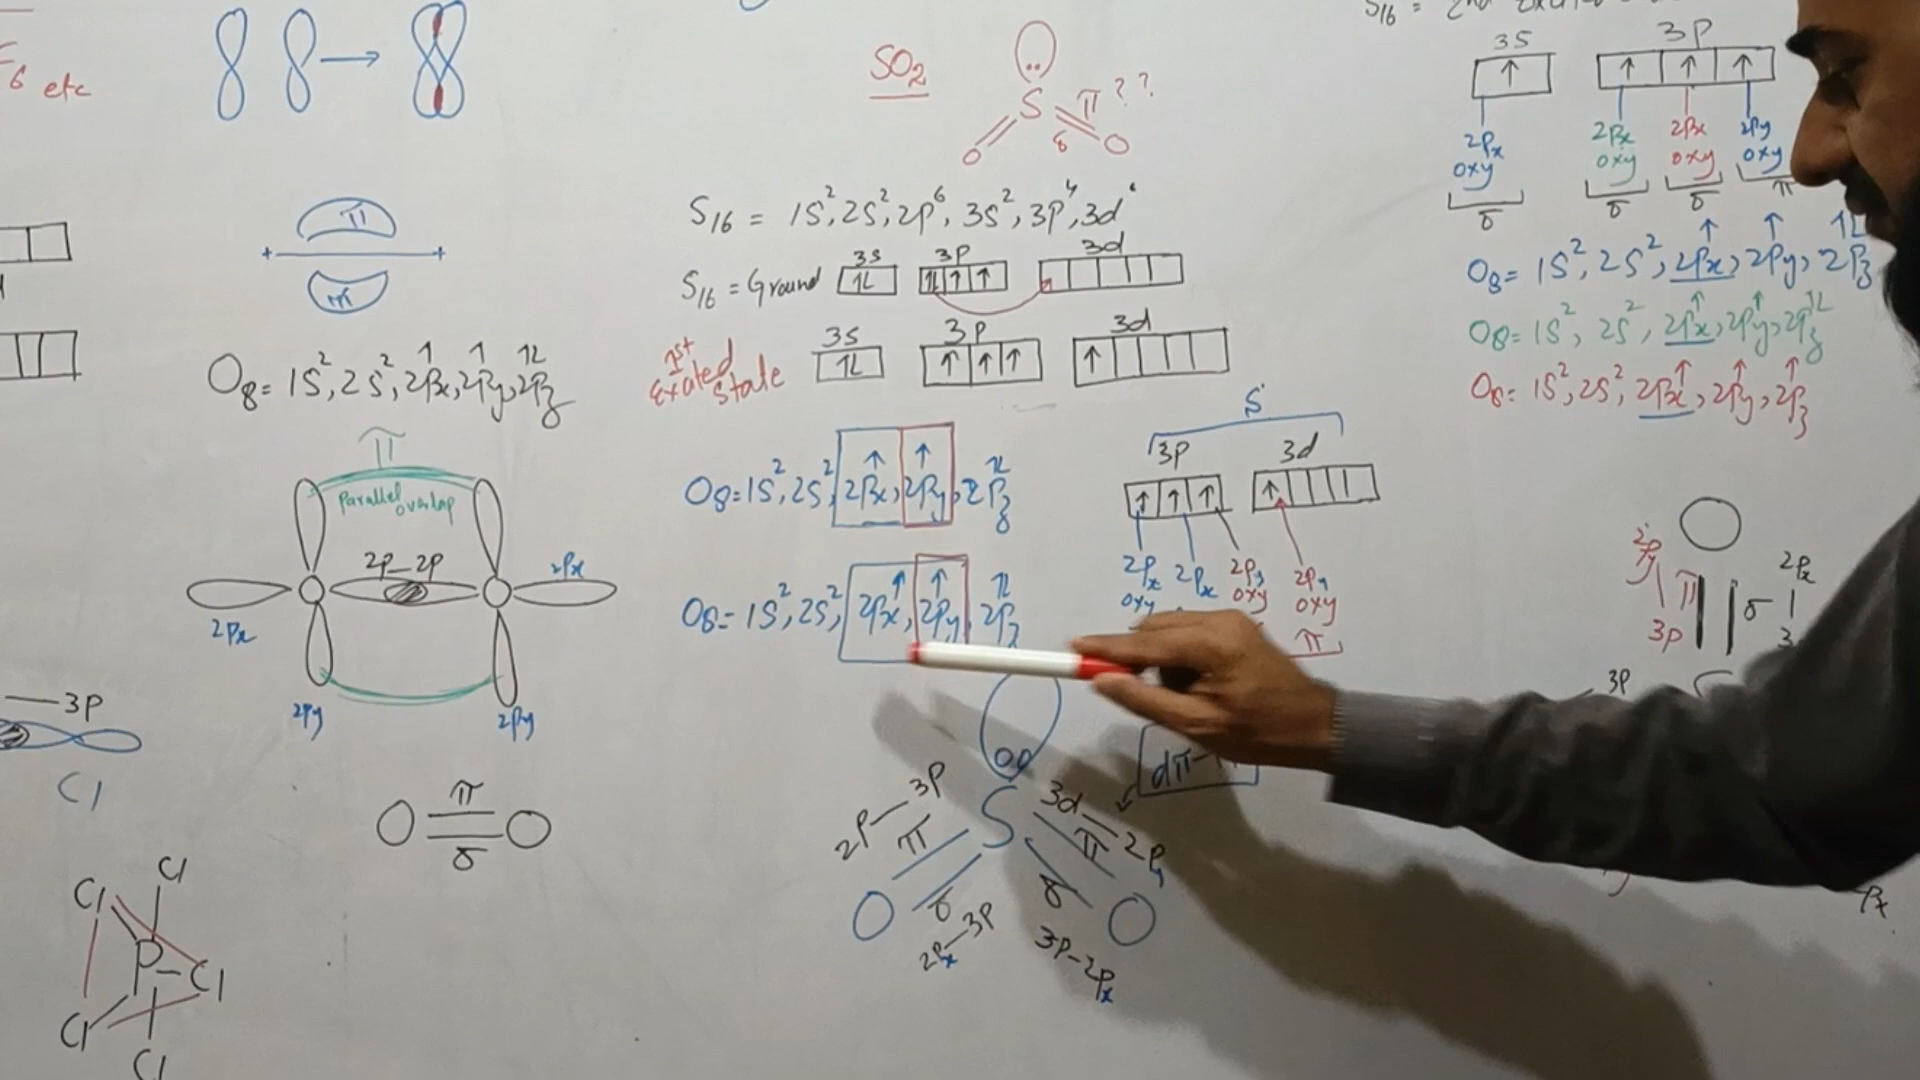 6 etc
π
π
O8= 1S², 2S², 2Px, 2Py, 2Pz
π
Parallel overlap
2P_2P
2Px
2Px
2Py
2Py
3P
Cl
π
O O
σ
Cl
Cl
P
Cl
Cl
Cl
SO2
S
π ??
O
O
S16 = 1S², 2S², 2P⁶, 3S², 3P⁴, 3d
S16 = Ground
3S
3P
3d
1st Exated State
3S
3P
3d
O8=1S², 2S², 2Px, 2Py, 2Pz
O8= 1S², 2S², 2Px, 2Py, 2Pz
S
3P
3d
2Px oxy
2Px
2Py oxy
2Py oxy
π
dπ-
S
2P—3P
π
σ
2Px—3P
3d—2Py
π
3P-2Px
O
O
S16 =
3S
3P
2Px oxy
2Px oxy
2Px oxy
2Py oxy
σ
σ
σ
π
O8= 1S², 2S², 2Px, 2Py, 2Pz
O8= 1S², 2S², 2Px, 2Py, 2Pz
O8= 1S², 2S², 2Px, 2Py, 2Pz
2Py
π
3P
σ
2Px
3P